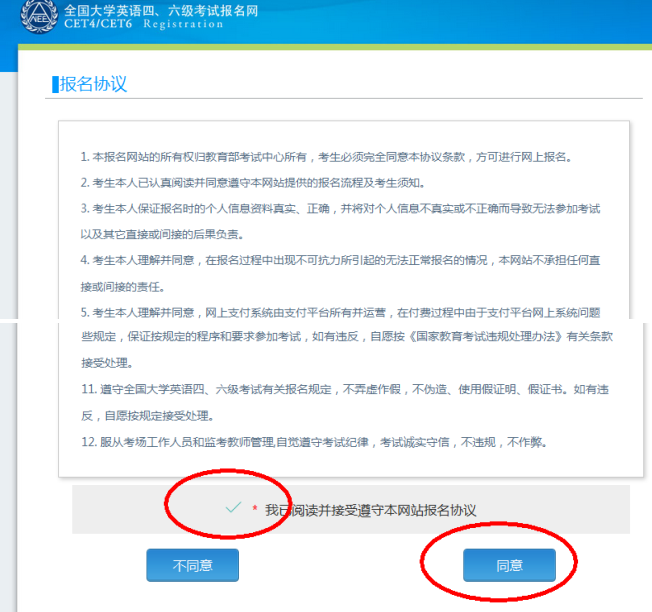 NEEA
全国大学英语四、六级考试报名网
CET4/CET6 Registration
报名协议
1. 本报名网站的所有权归教育部考试中心所有，考生必须完全同意本协议条款，方可进行网上报名。
2. 考生本人已认真阅读并同意遵守本网站提供的报名流程及考生须知。
3. 考生本人保证报名时的个人信息资料真实、正确，并将对个人信息不真实或不正确而导致无法参加考试
以及其它直接或间接的后果负责。
4. 考生本人理解并同意，在报名过程中出现不可抗力所引起的无法正常报名的情况，本网站不承担任何直
接或间接的责任。
5. 考生本人理解并同意，网上支付系统由支付平台所有并运营，在付费过程中由于支付平台网上系统问题
些规定，保证按规定的程序和要求参加考试，如有违反，自愿按《国家教育考试违规处理办法》有关条款
接受处理。
11. 遵守全国大学英语四、六级考试有关报名规定，不弄虚作假，不伪造、使用假证明、假证书。如有违
反，自愿按规定接受处理。
12. 服从考场工作人员和监考教师管理,自觉遵守考试纪律，考试诚实守信，不违规，不作弊。
* 我已阅读并接受遵守本网站报名协议
不同意
同意